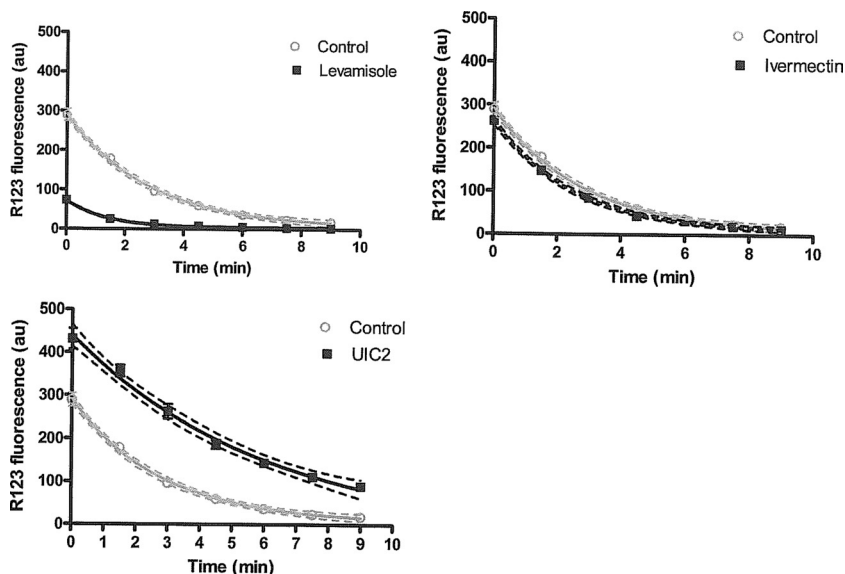 R123 fluorescence (au)
500
400
300
200
100
0
Control
Levamisole
0 2 4 6 8 10
Time (min)
R123 fluorescence (au)
500
400
300
200
100
0
Control
Ivermectin
0 2 4 6 8 10
Time (min)
R123 fluorescence (au)
500
400
300
200
100
0
Control
UIC2
0 1 2 3 4 5 6 7 8 9 10
Time (min)